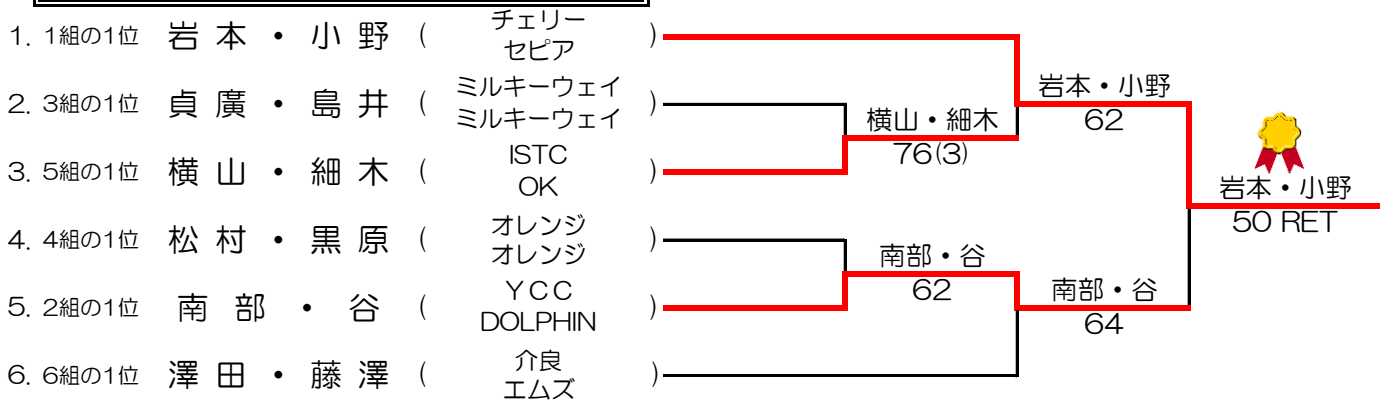 チェリー
1. 1組の1位 岩本・小野 ( )
セピア
ミルキーウェイ
2. 3組の1位 貞廣・島井 ( )
ミルキーウェイ
ISTC
3. 5組の1位 横山・細木 ( )
OK
オレンジ
4. 4組の1位 松村・黒原 ( )
オレンジ
YCC
5. 2組の1位 南部・谷 ( )
DOLPHIN
介良
6. 6組の1位 澤田・藤澤 ( )
エムズ
横山・細木
76(3)
南部・谷
62
岩本・小野
62
南部・谷
64
岩本・小野
50 RET